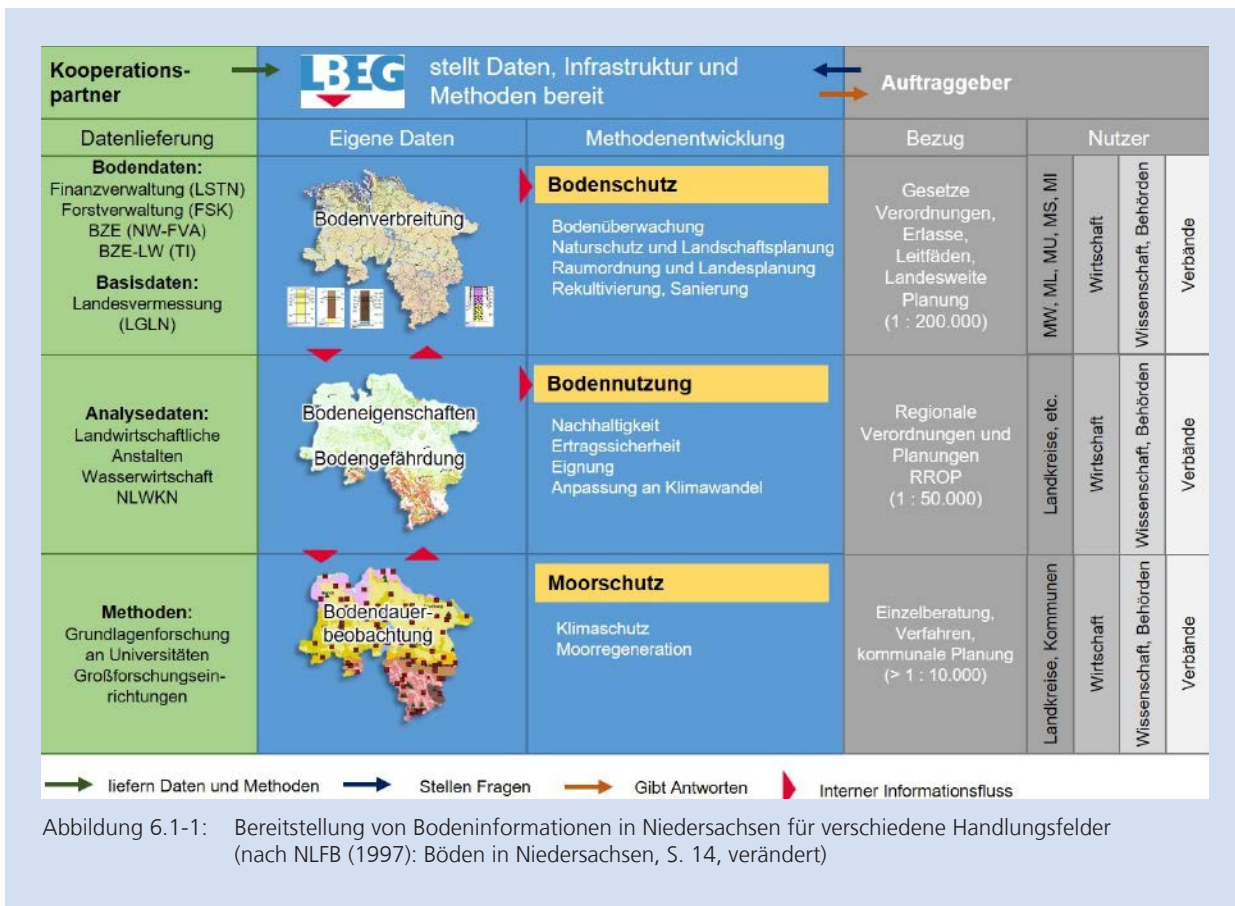 Kooperations-
partner
LBEG
stellt Daten, Infrastruktur und
Methoden bereit
Auftraggeber
Datenlieferung
Eigene Daten
Methodenentwicklung
Bezug
Nutzer
Bodendaten:
Finanzverwaltung (LSTN)
Forstverwaltung (FSK)
BZE (NW-FVA)
BZE-LW (TI)
Basisdaten:
Landesvermessung
(LGLN)
Bodenverbreitung
Bodenschutz
Bodenüberwachung
Naturschutz und Landschaftsplanung
Raumordnung und Landesplanung
Rekultivierung, Sanierung
Gesetze
Verordnungen,
Erlasse,
Leitfäden,
Landesweite
Planung
(1 : 200.000)
MW, ML, MU, MS, MI
Wirtschaft
Wissenschaft, Behörden
Verbände
Analysedaten:
Landwirtschaftliche
Anstalten
Wasserwirtschaft
NLWKN
Bodeneigenschaften
Bodengefährdung
Bodennutzung
Nachhaltigkeit
Ertragssicherheit
Eignung
Anpassung an Klimawandel
Regionale
Verordnungen und
Planungen
RROP
(1 : 50.000)
Landkreise, etc.
Wirtschaft
Wissenschaft, Behörden
Verbände
Methoden:
Grundlagenforschung
an Universitäten
Großforschungsein-
richtungen
Bodendauer-
beobachtung
Moorschutz
Klimaschutz
Moorregeneration
Einzelberatung,
Verfahren,
kommunale Planung
(> 1 : 10.000)
Landkreise, Kommunen
Wirtschaft
Wissenschaft, Behörden
Verbände
liefern Daten und Methoden
Stellen Fragen
Gibt Antworten
Interner Informationsfluss
Abbildung 6.1-1: Bereitstellung von Bodeninformationen in Niedersachsen für verschiedene Handlungsfelder
(nach NLFB (1997): Böden in Niedersachsen, S. 14, verändert)